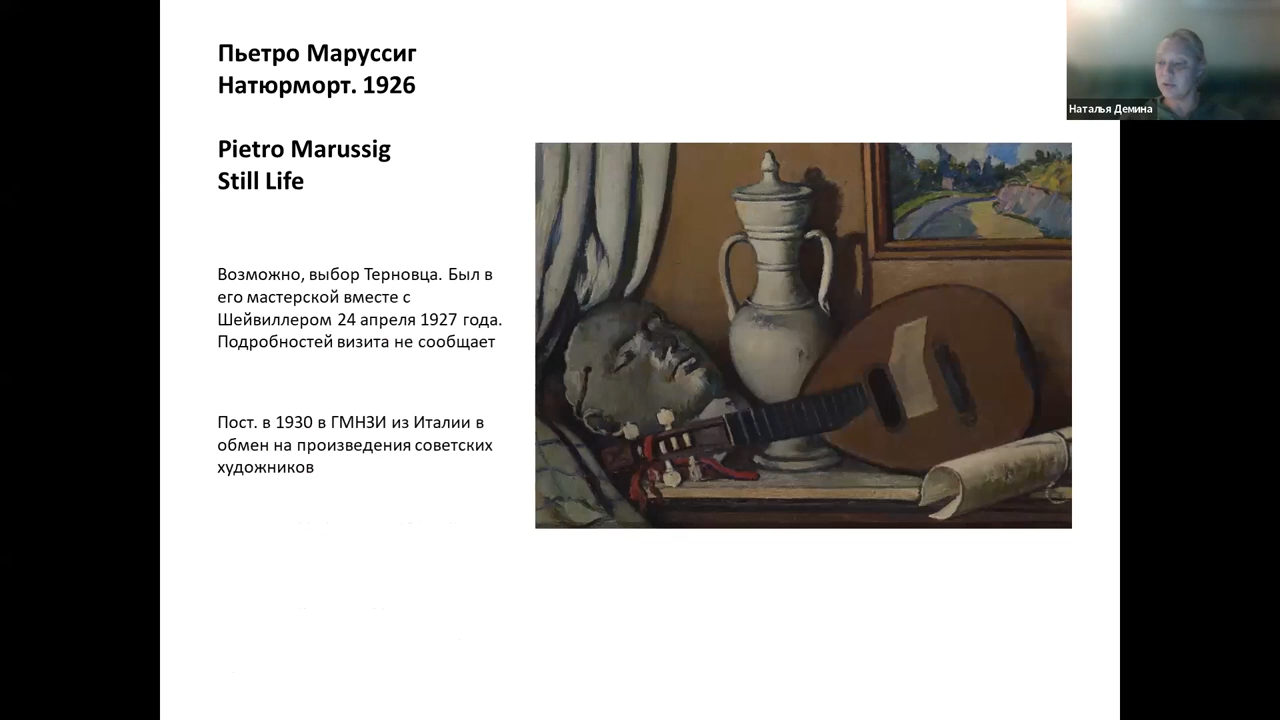 Пьетро Маруссиг
Натюрморт. 1926
Pietro Marussig
Still Life
Возможно, выбор Терновца. Был в
его мастерской вместе с
Шейвиллером 24 апреля 1927 года.
Подробностей визита не сообщает
Пост. в 1930 в ГМНЗИ из Италии в
обмен на произведения советских
художников
Наталья Демина